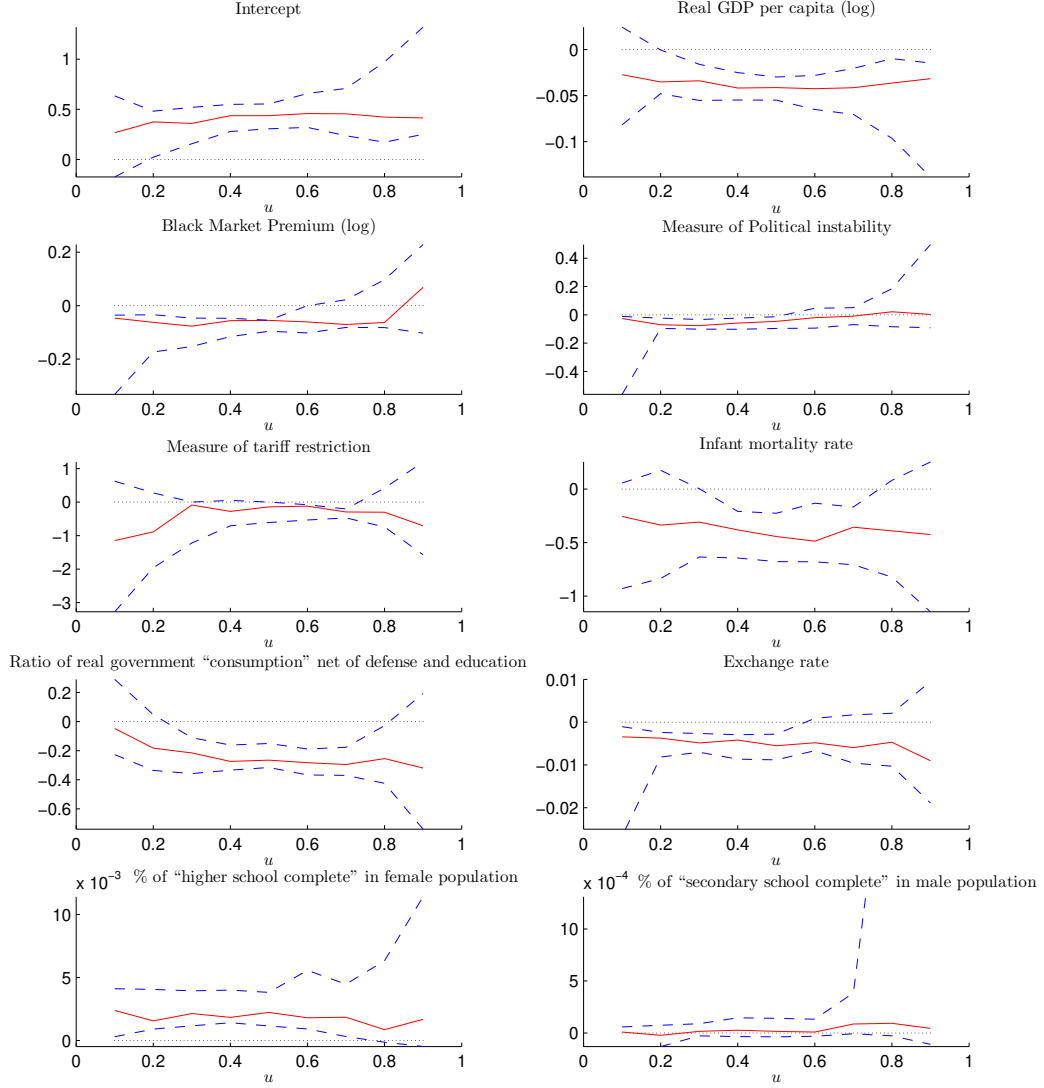 Intercept
1
0.5
0
0 0.2 0.4 0.6 0.8 1
u
Real GDP per capita (log)
0
−0.05
−0.1
0 0.2 0.4 0.6 0.8 1
u
Black Market Premium (log)
0.2
0
−0.2
0 0.2 0.4 0.6 0.8 1
u
Measure of Political instability
0.4
0.2
0
−0.2
−0.4
0 0.2 0.4 0.6 0.8 1
u
Measure of tariff restriction
1
0
−1
−2
−3
0 0.2 0.4 0.6 0.8 1
u
Infant mortality rate
0
−0.5
−1
0 0.2 0.4 0.6 0.8 1
u
Ratio of real government “consumption” net of defense and education
0.2
0
−0.2
−0.4
−0.6
0 0.2 0.4 0.6 0.8 1
u
Exchange rate
0.01
0
−0.01
−0.02
0 0.2 0.4 0.6 0.8 1
u
x 10⁻³ % of “higher school complete” in female population
10
5
0
0 0.2 0.4 0.6 0.8 1
u
x 10⁻⁴ % of “secondary school complete” in male population
10
5
0
0 0.2 0.4 0.6 0.8 1
u